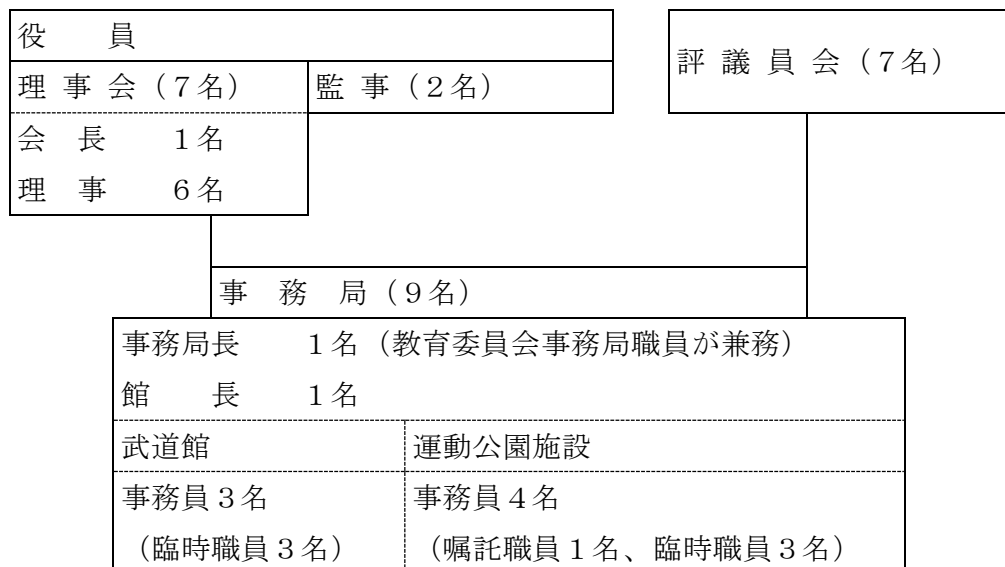 役　　員
理 事 会（７名）
監 事（２名）
評 議 員 会（７名）
会　長　　１名
理　事　　６名
事　務　局（９名）
事務局長　　１名（教育委員会事務局職員が兼務）
館　　長　　１名
武道館
運動公園施設
事務員３名
（臨時職員３名）
事務員４名
（嘱託職員１名、臨時職員３名）